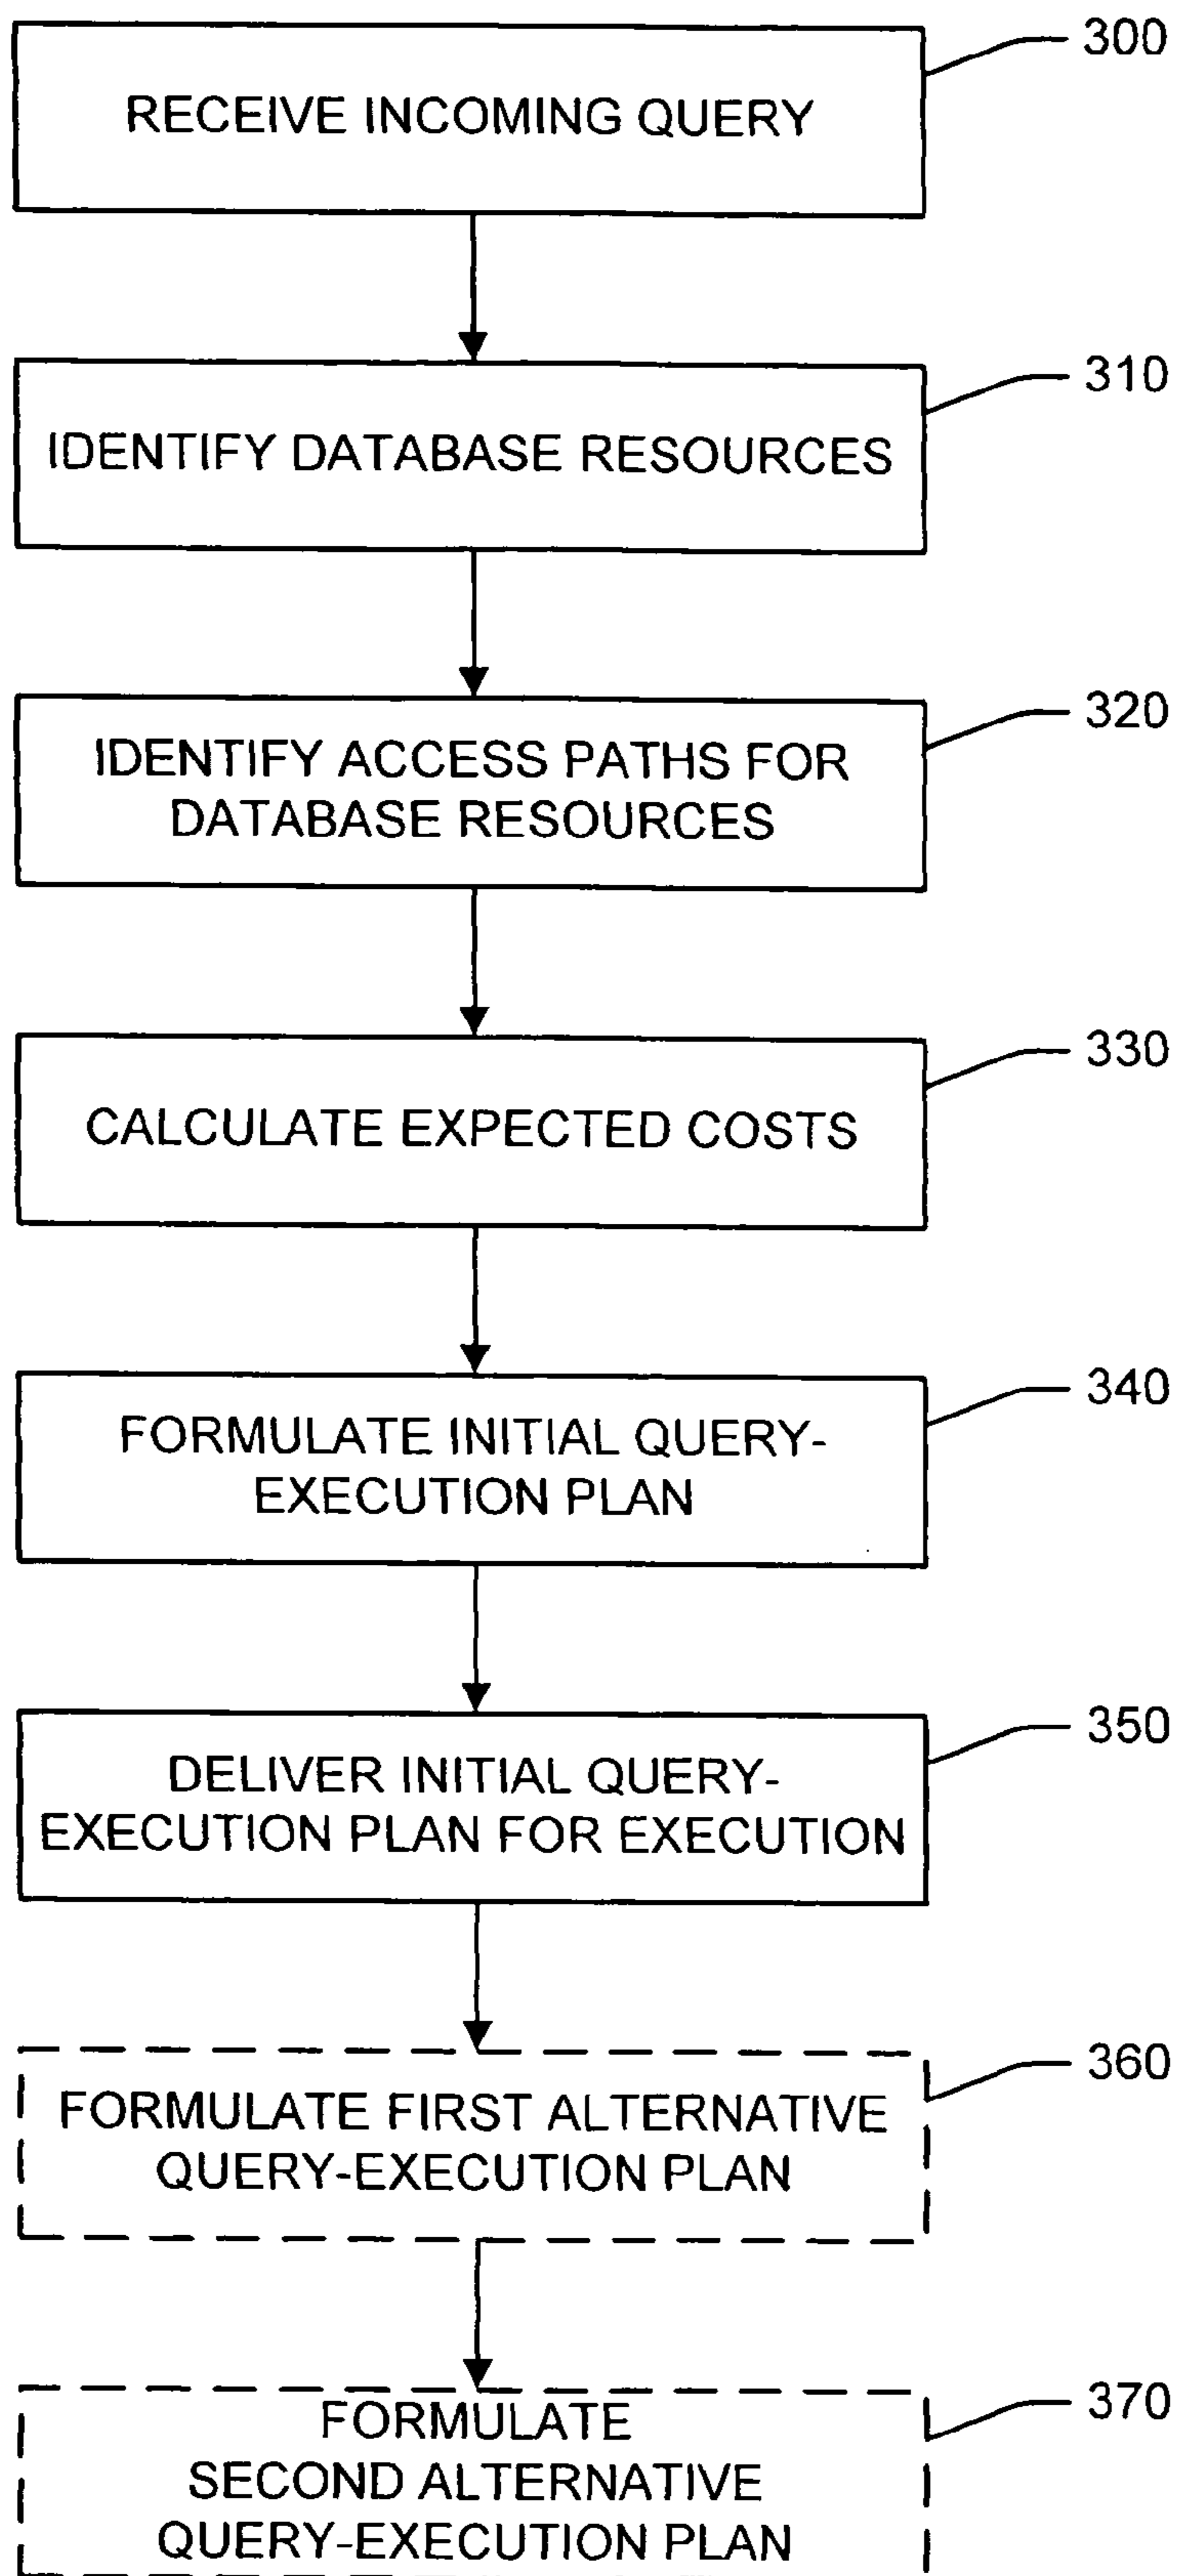 300
RECEIVE INCOMING QUERY
310
IDENTIFY DATABASE RESOURCES
320
IDENTIFY ACCESS PATHS FOR
DATABASE RESOURCES
330
CALCULATE EXPECTED COSTS
340
FORMULATE INITIAL QUERY-
EXECUTION PLAN
350
DELIVER INITIAL QUERY-
EXECUTION PLAN FOR EXECUTION
360
FORMULATE FIRST ALTERNATIVE
QUERY-EXECUTION PLAN
370
FORMULATE
SECOND ALTERNATIVE
QUERY-EXECUTION PLAN